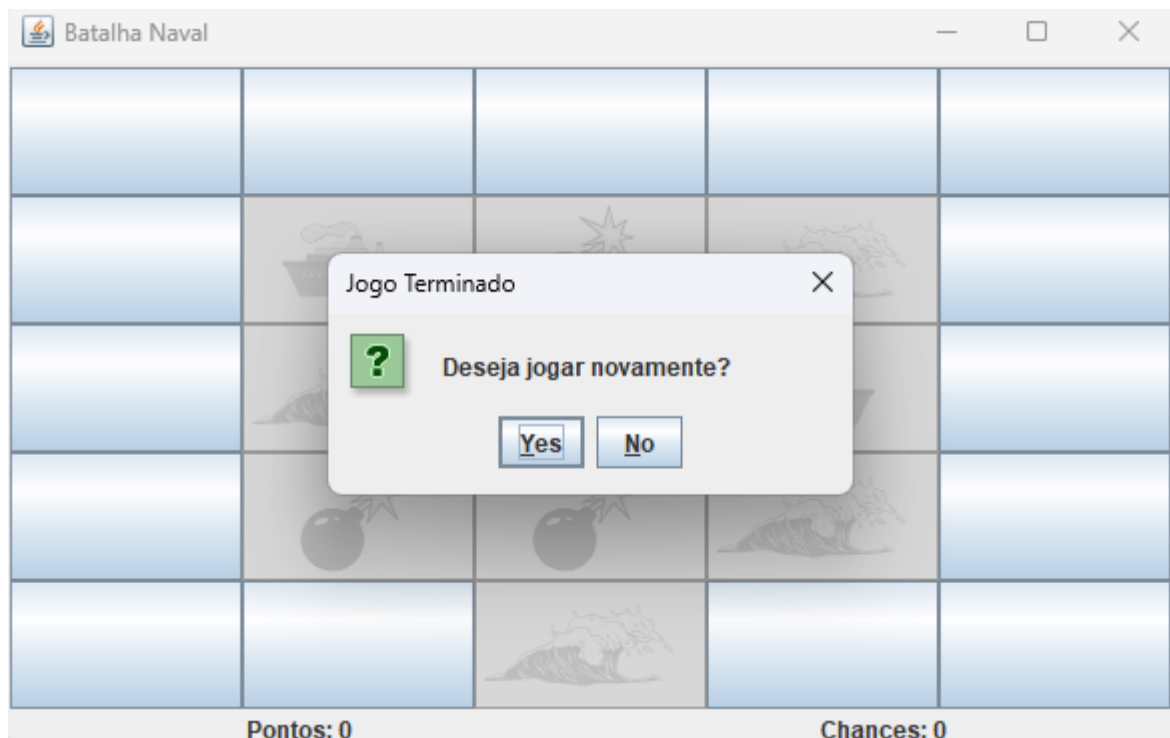 Batalha Naval
Jogo Terminado
?
Deseja jogar novamente?
Yes No
Pontos: 0 Chances: 0